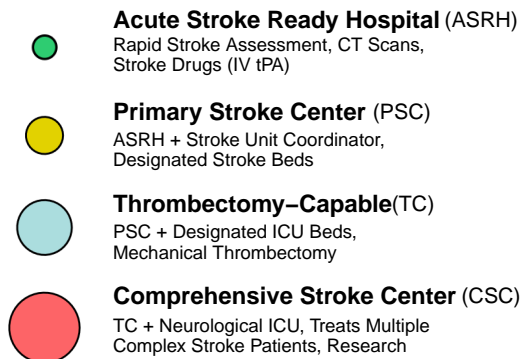 Acute Stroke Ready Hospital (ASRH)
Rapid Stroke Assessment, CT Scans,
Stroke Drugs (IV tPA)
Primary Stroke Center (PSC)
ASRH + Stroke Unit Coordinator,
Designated Stroke Beds
Thrombectomy−Capable(TC)
PSC + Designated ICU Beds,
Mechanical Thrombectomy
Comprehensive Stroke Center (CSC)
TC + Neurological ICU, Treats Multiple
Complex Stroke Patients, Research